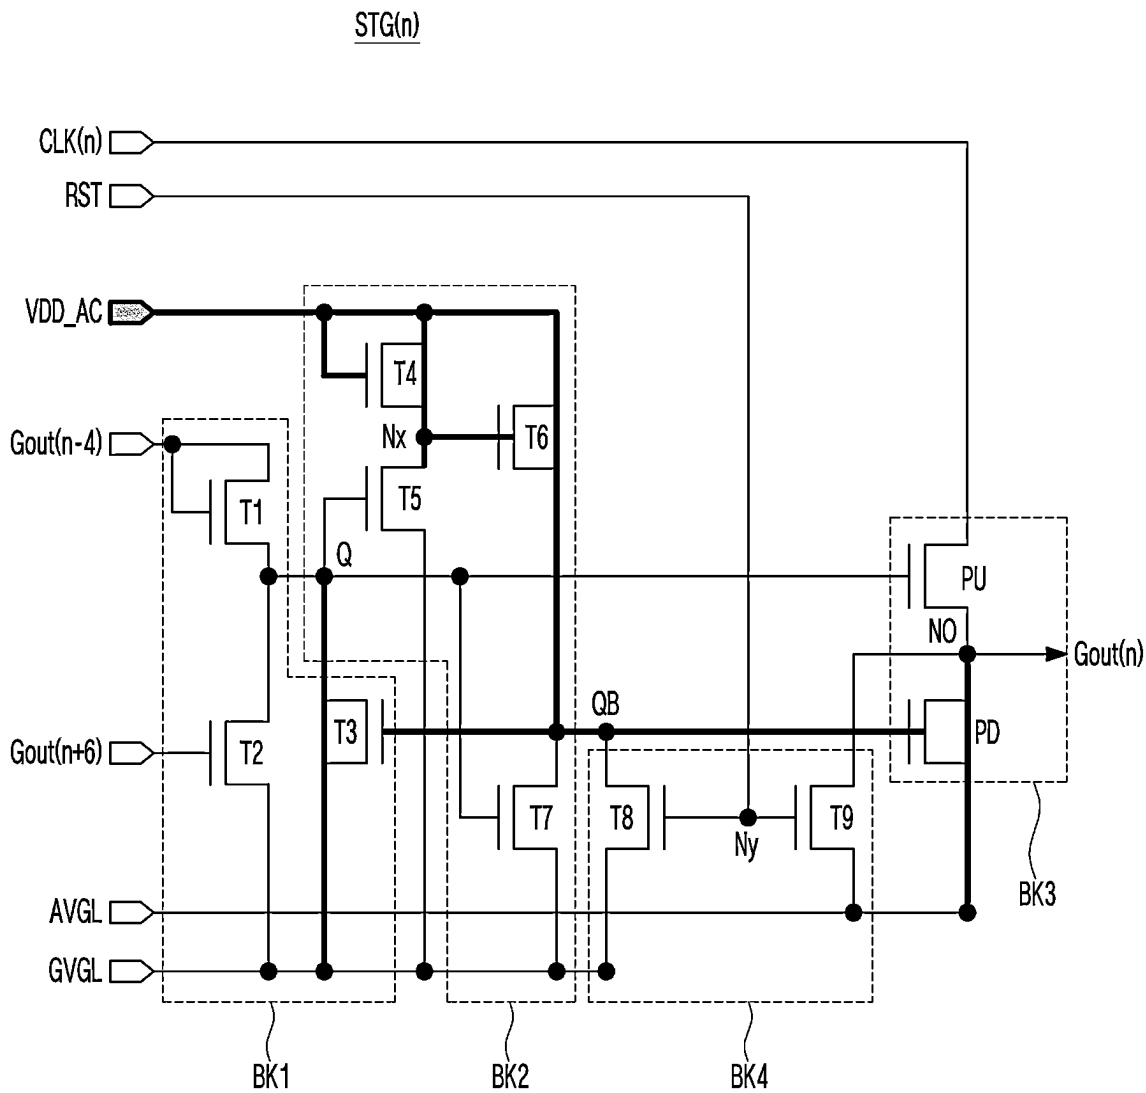 STG(n)
CLK(n)
RST
VDD_AC
T4
Nx
T6
Gout(n-4)
T5
T1
Q
PU
NO
Gout(n)
QB
T3
PD
T2
Gout(n+6)
T7
T8
T9
Ny
BK3
AVGL
GVGL
BK1
BK2
BK4